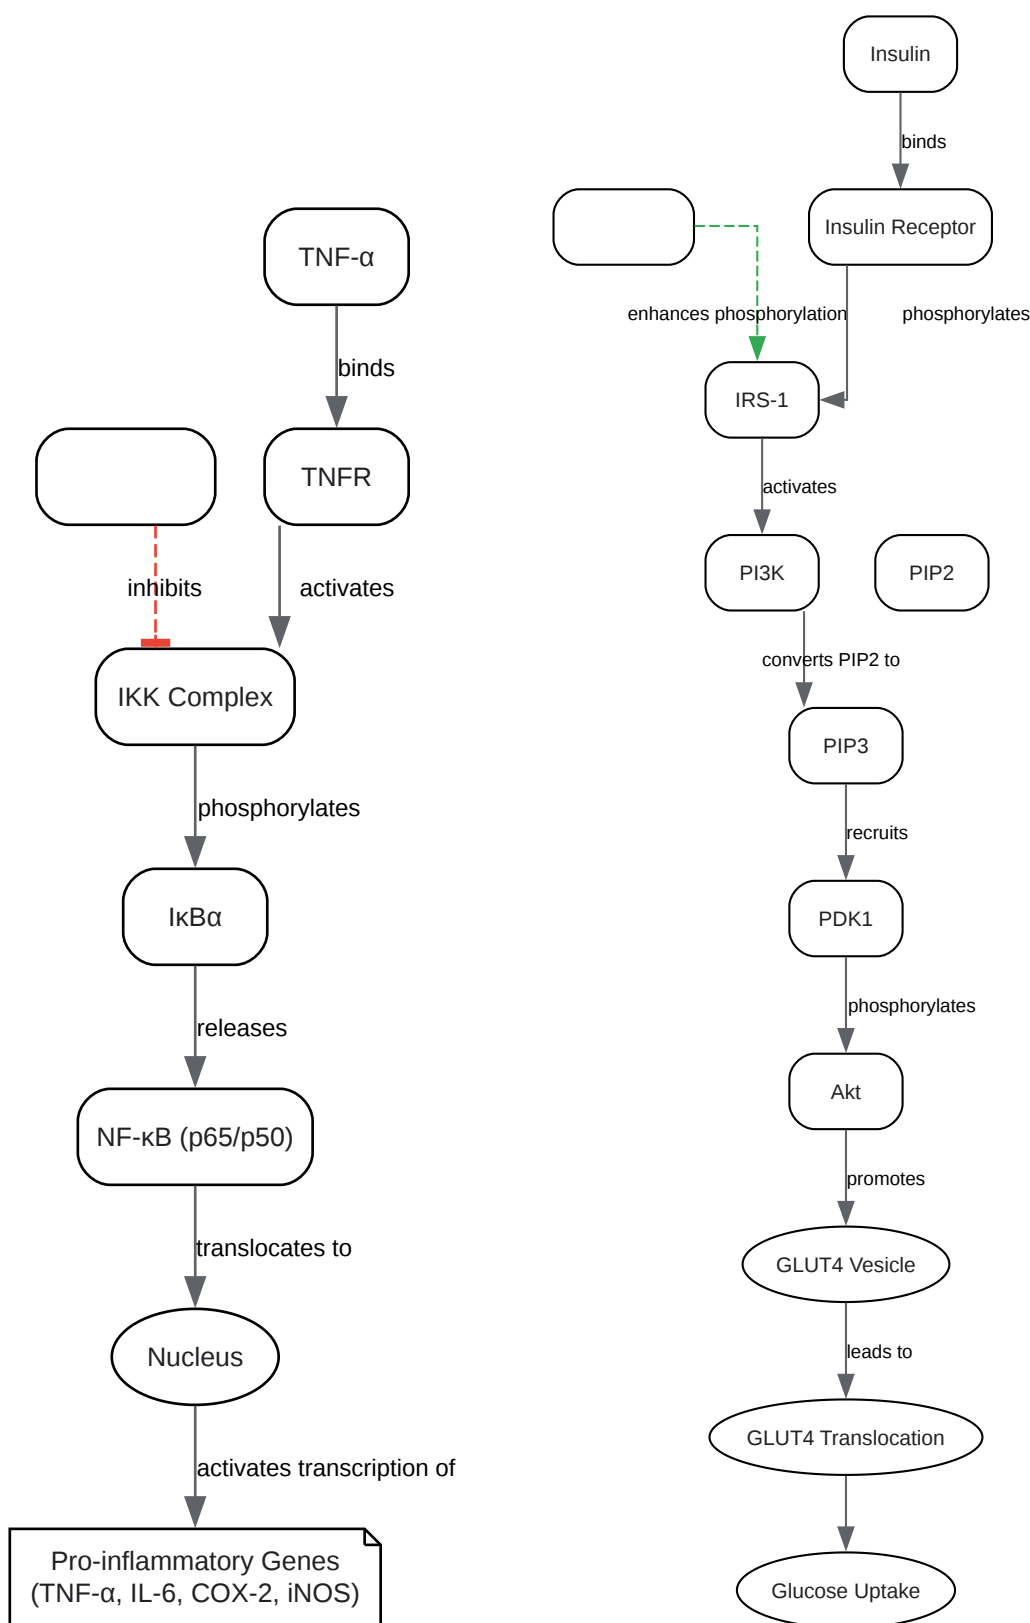 TNF-α
binds
TNFR
inhibits
activates
IKK Complex
phosphorylates
IκBα
releases
NF-κB (p65/p50)
translocates to
Nucleus
activates transcription of
Pro-inflammatory Genes
(TNF-α, IL-6, COX-2, iNOS)
Insulin
binds
Insulin Receptor
enhances phosphorylation
phosphorylates
IRS-1
activates
PI3K
PIP2
converts PIP2 to
PIP3
recruits
PDK1
phosphorylates
Akt
promotes
GLUT4 Vesicle
leads to
GLUT4 Translocation
Glucose Uptake